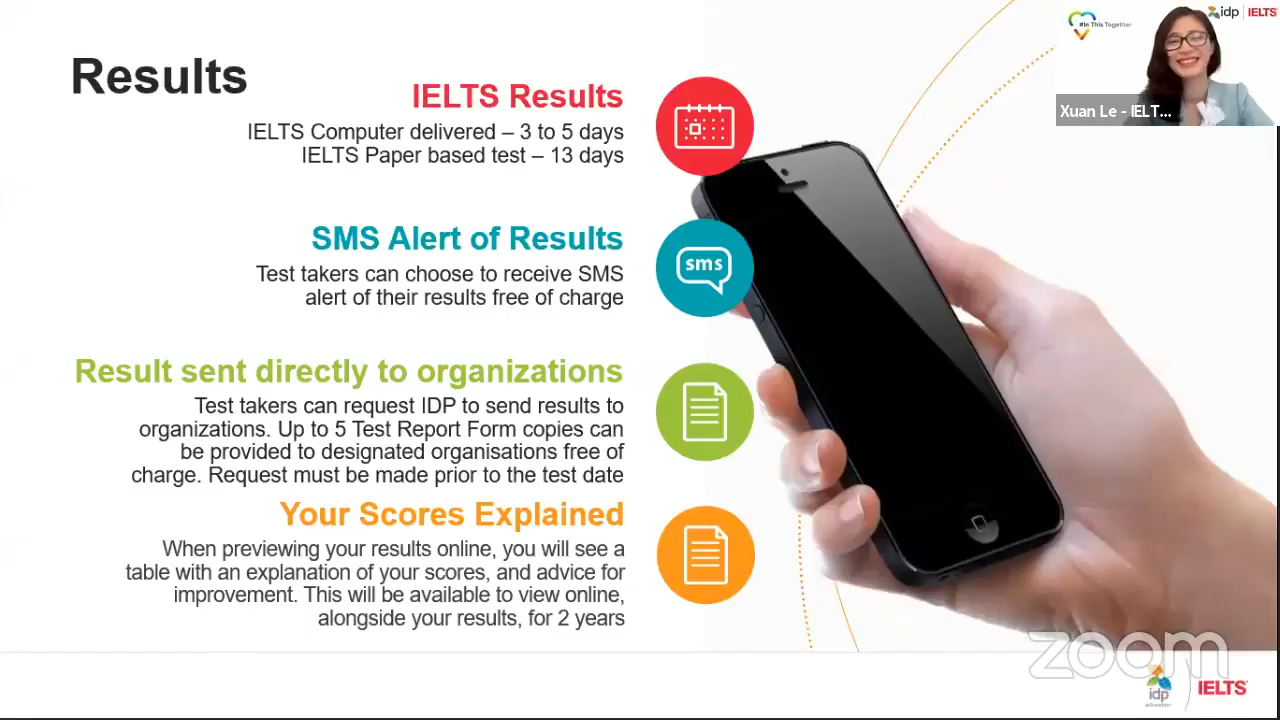 Results
IELTS Results
IELTS Computer delivered – 3 to 5 days
IELTS Paper based test – 13 days
SMS Alert of Results
Test takers can choose to receive SMS
alert of their results free of charge
sms
Result sent directly to organizations
Test takers can request IDP to send results to
organizations. Up to 5 Test Report Form copies can
be provided to designated organisations free of
charge. Request must be made prior to the test date
Your Scores Explained
When previewing your results online, you will see a
table with an explanation of your scores, and advice for
improvement. This will be available to view online,
alongside your results, for 2 years
#In This Together
idp IELTS
Xuan Le - IELT...
zoom
idp
education
IELTS